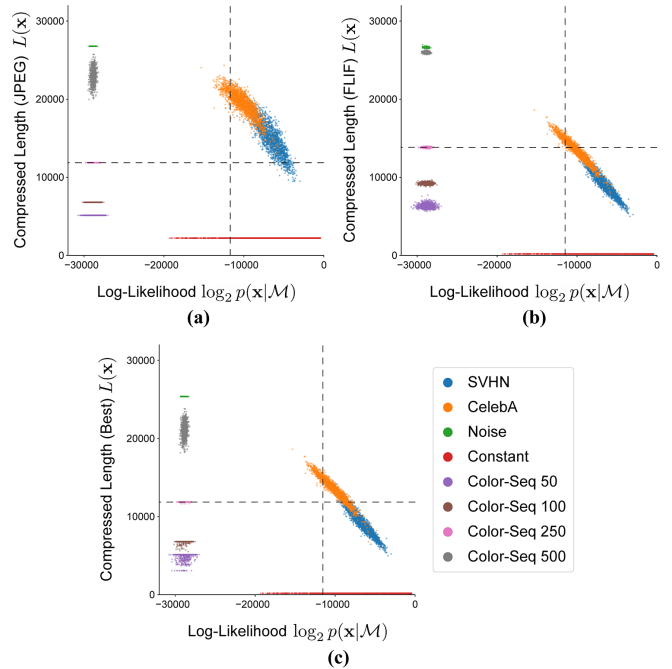 30000
20000
10000
0
Compressed Length (JPEG) L(x)
−30000 −20000 −10000 0
Log-Likelihood log₂ p(x|ℳ)
(a)
30000
20000
10000
0
Compressed Length (FLIF) L(x)
−30000 −20000 −10000 0
Log-Likelihood log₂ p(x|ℳ)
(b)
30000
20000
10000
0
Compressed Length (Best) L(x)
−30000 −20000 −10000 0
Log-Likelihood log₂ p(x|ℳ)
(c)
SVHN
CelebA
Noise
Constant
Color-Seq 50
Color-Seq 100
Color-Seq 250
Color-Seq 500